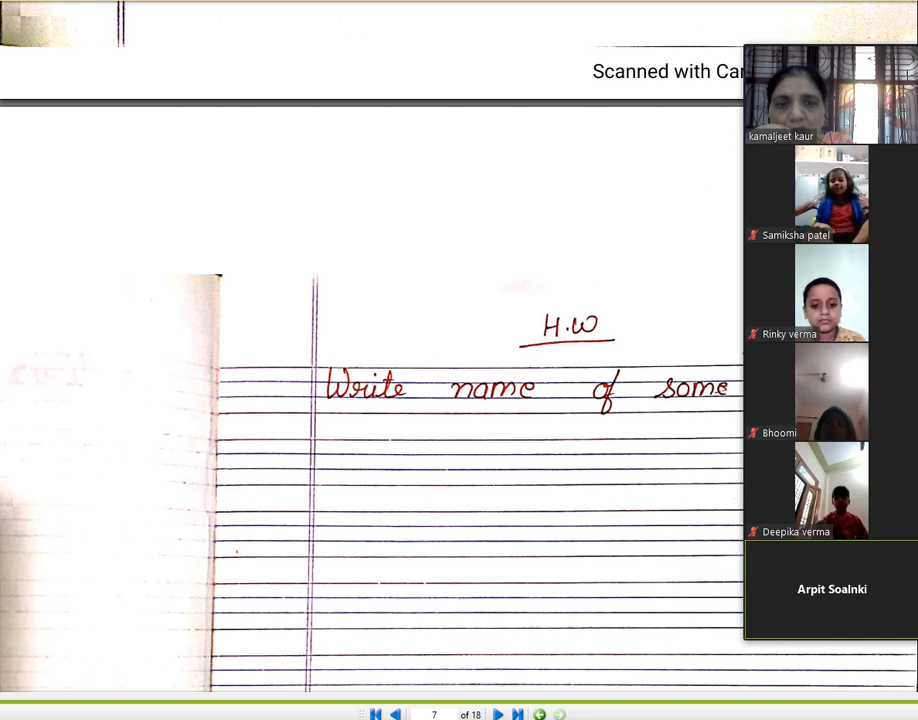 Scanned with Ca
kamaljeet kaur
Samiksha patel
Rinky verma
H.W
Write name of some
Bhoomi
Deepika verma
Arpit Soalnki
7 of 18